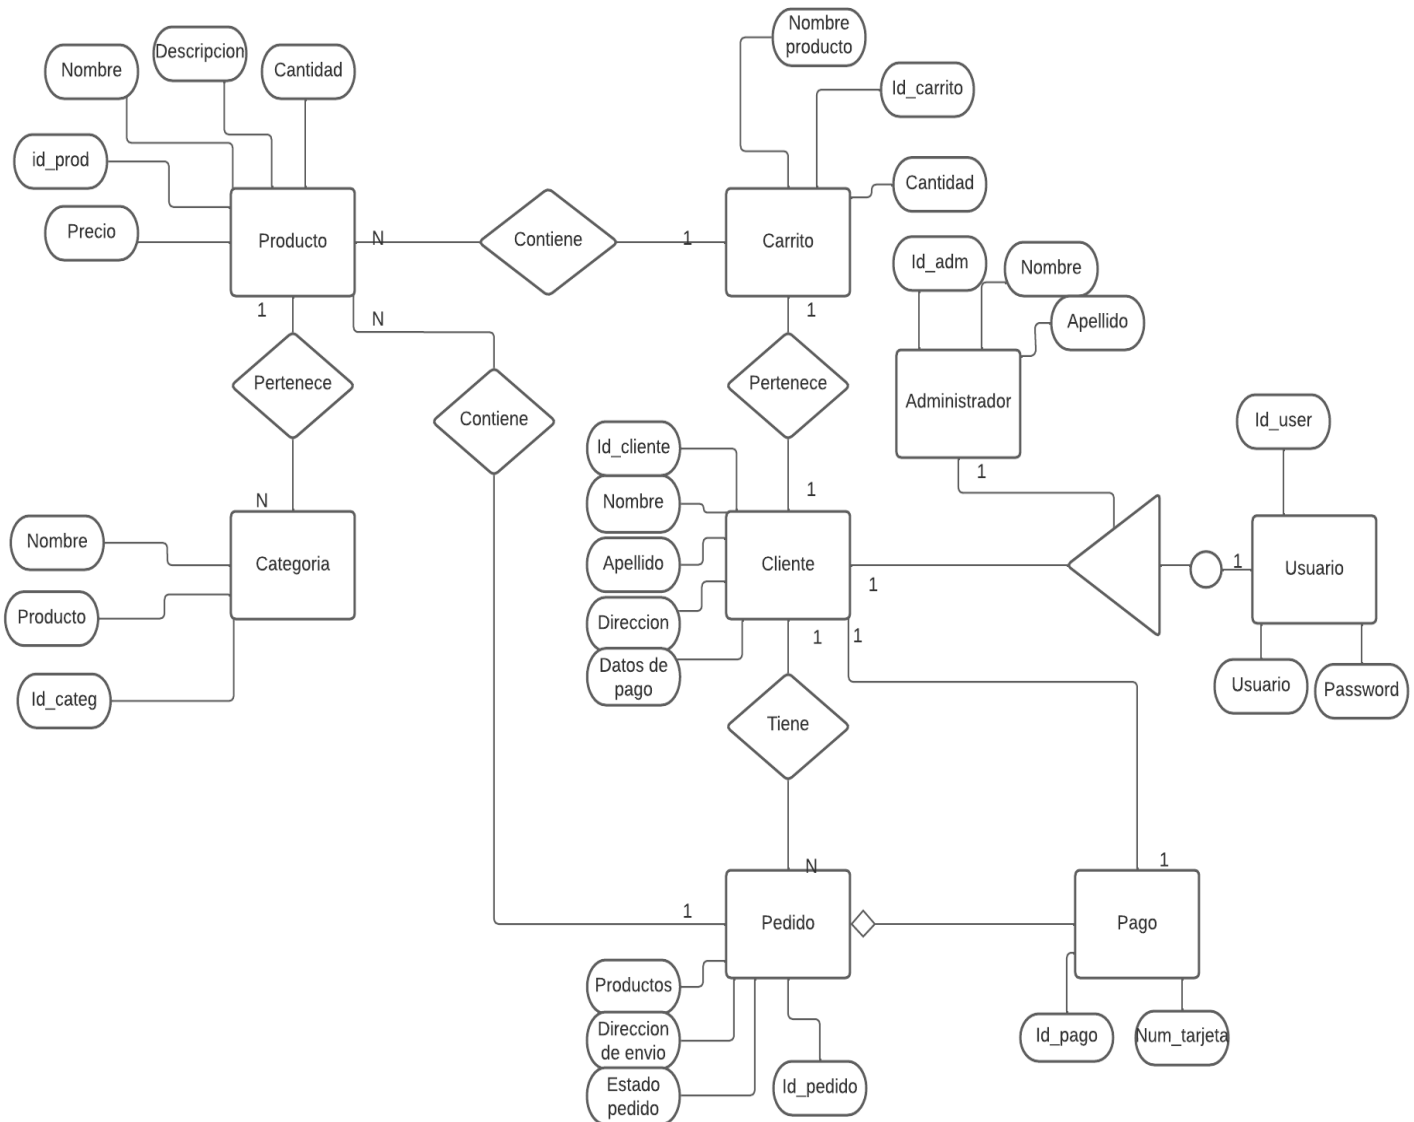 Nombre
producto
Descripcion
Nombre
Cantidad
Id_carrito
id_prod
Cantidad
Precio
Producto
N
Contiene
1
Carrito
Id_adm
Nombre
1
N
1
Apellido
Pertenece
Pertenece
Administrador
Contiene
Id_user
Id_cliente
1
N
Nombre
1
Nombre
Categoria
Apellido
Cliente
1
1
Usuario
Producto
Direccion
1
1
Datos de
pago
Usuario
Password
Id_categ
Tiene
N
1
1
Pedido
Pago
Productos
Direccion
de envio
Id_pago
Num_tarjeta
Estado
pedido
Id_pedido